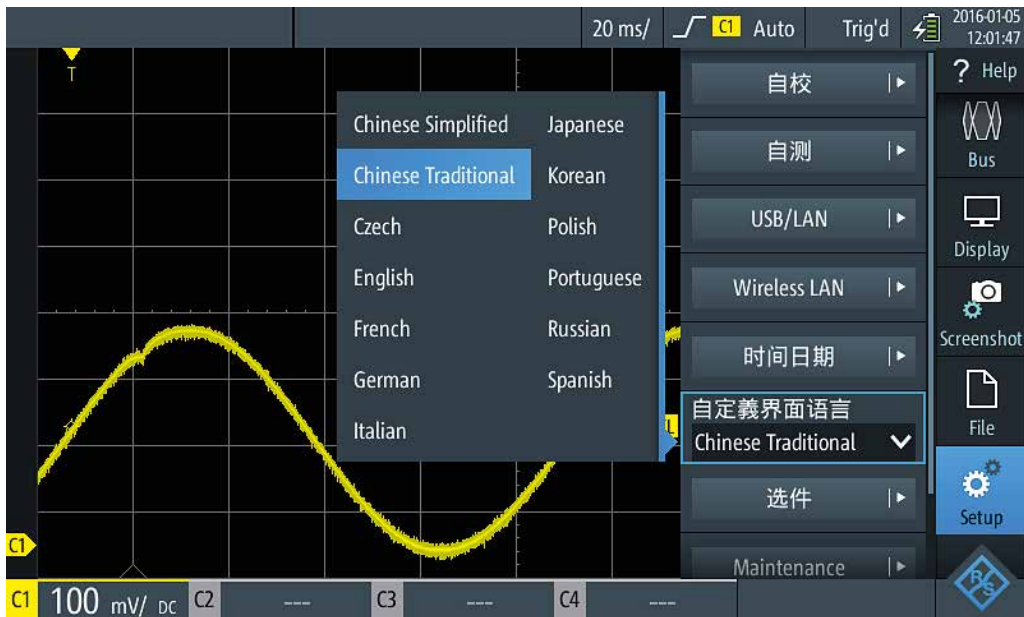 20 ms/
C1 Auto
Trig'd
2016-01-05
12:01:47
T
自校
? Help
Chinese Simplified
Japanese
Bus
自测
Chinese Traditional
Korean
USB/LAN
Czech
Polish
Display
English
Portuguese
Wireless LAN
French
Russian
Screenshot
时间日期
German
Spanish
自定義界面语言
Italian
Chinese Traditional
File
选件
Setup
C1
Maintenance
R/S
C1 100 mV/ DC
C2 ---
C3 ---
C4 ---